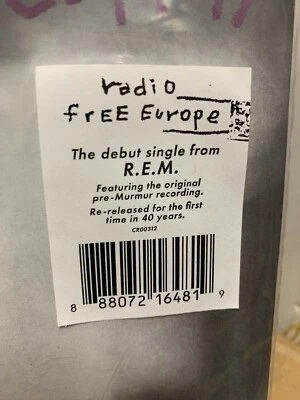 radio
frEE Europe
The debut single from
R.E.M.
Featuring the original
pre-Murmur recording.
Re-released for the first
time in 40 years.
CR00312
8 88072 16481 9